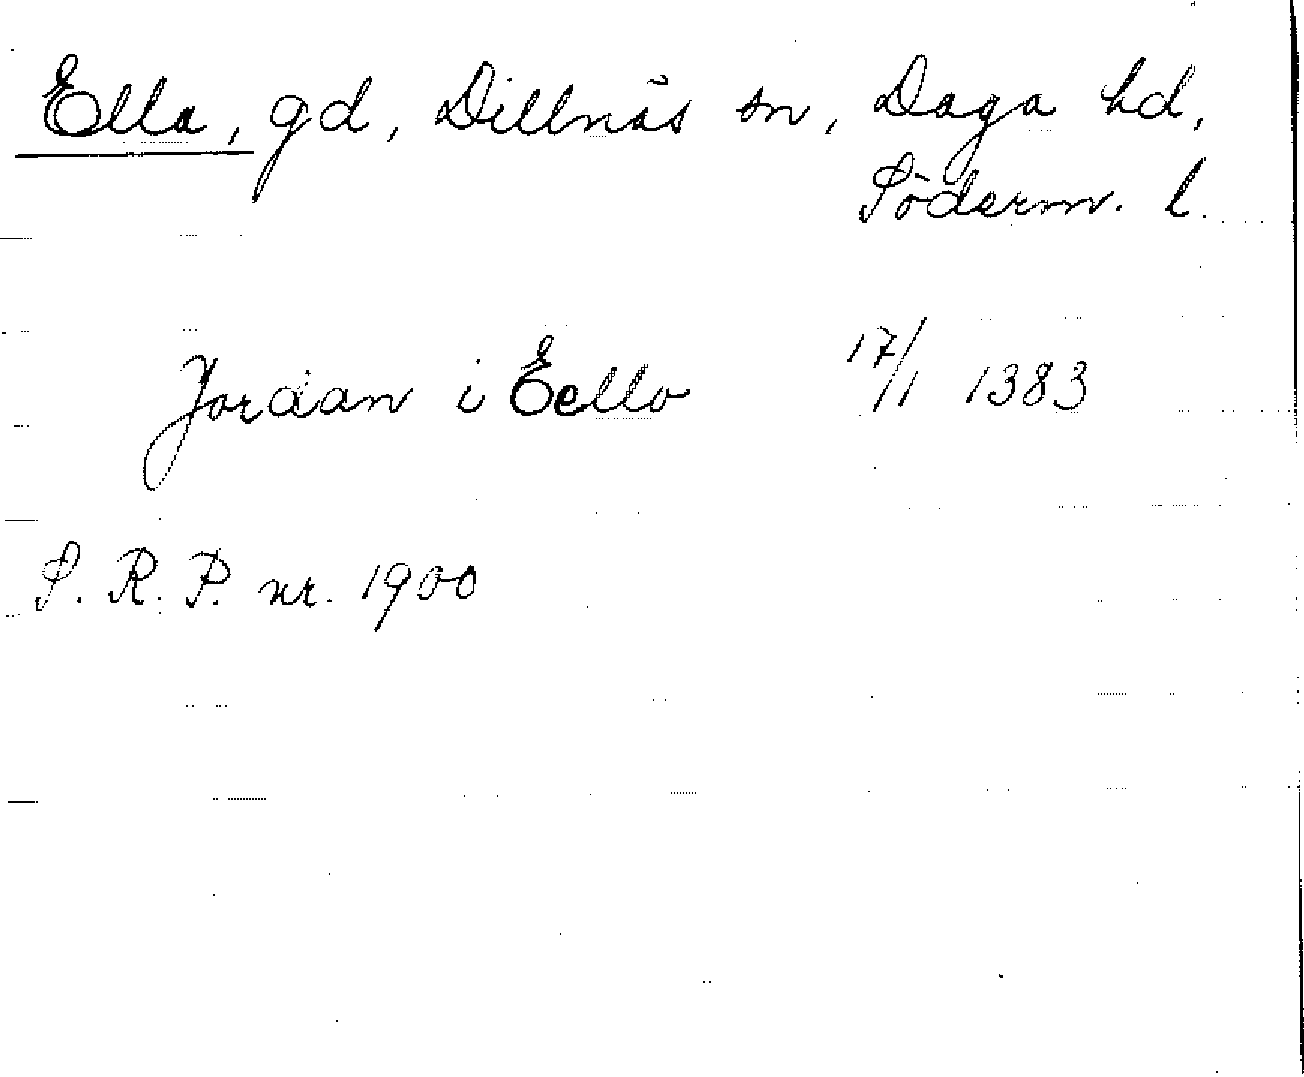 Ella, gd, Dillnäs sn, Daga hd,
Söderm. l.
Jordan i Eello 17/1 1383
S. R. P. nr. 1900